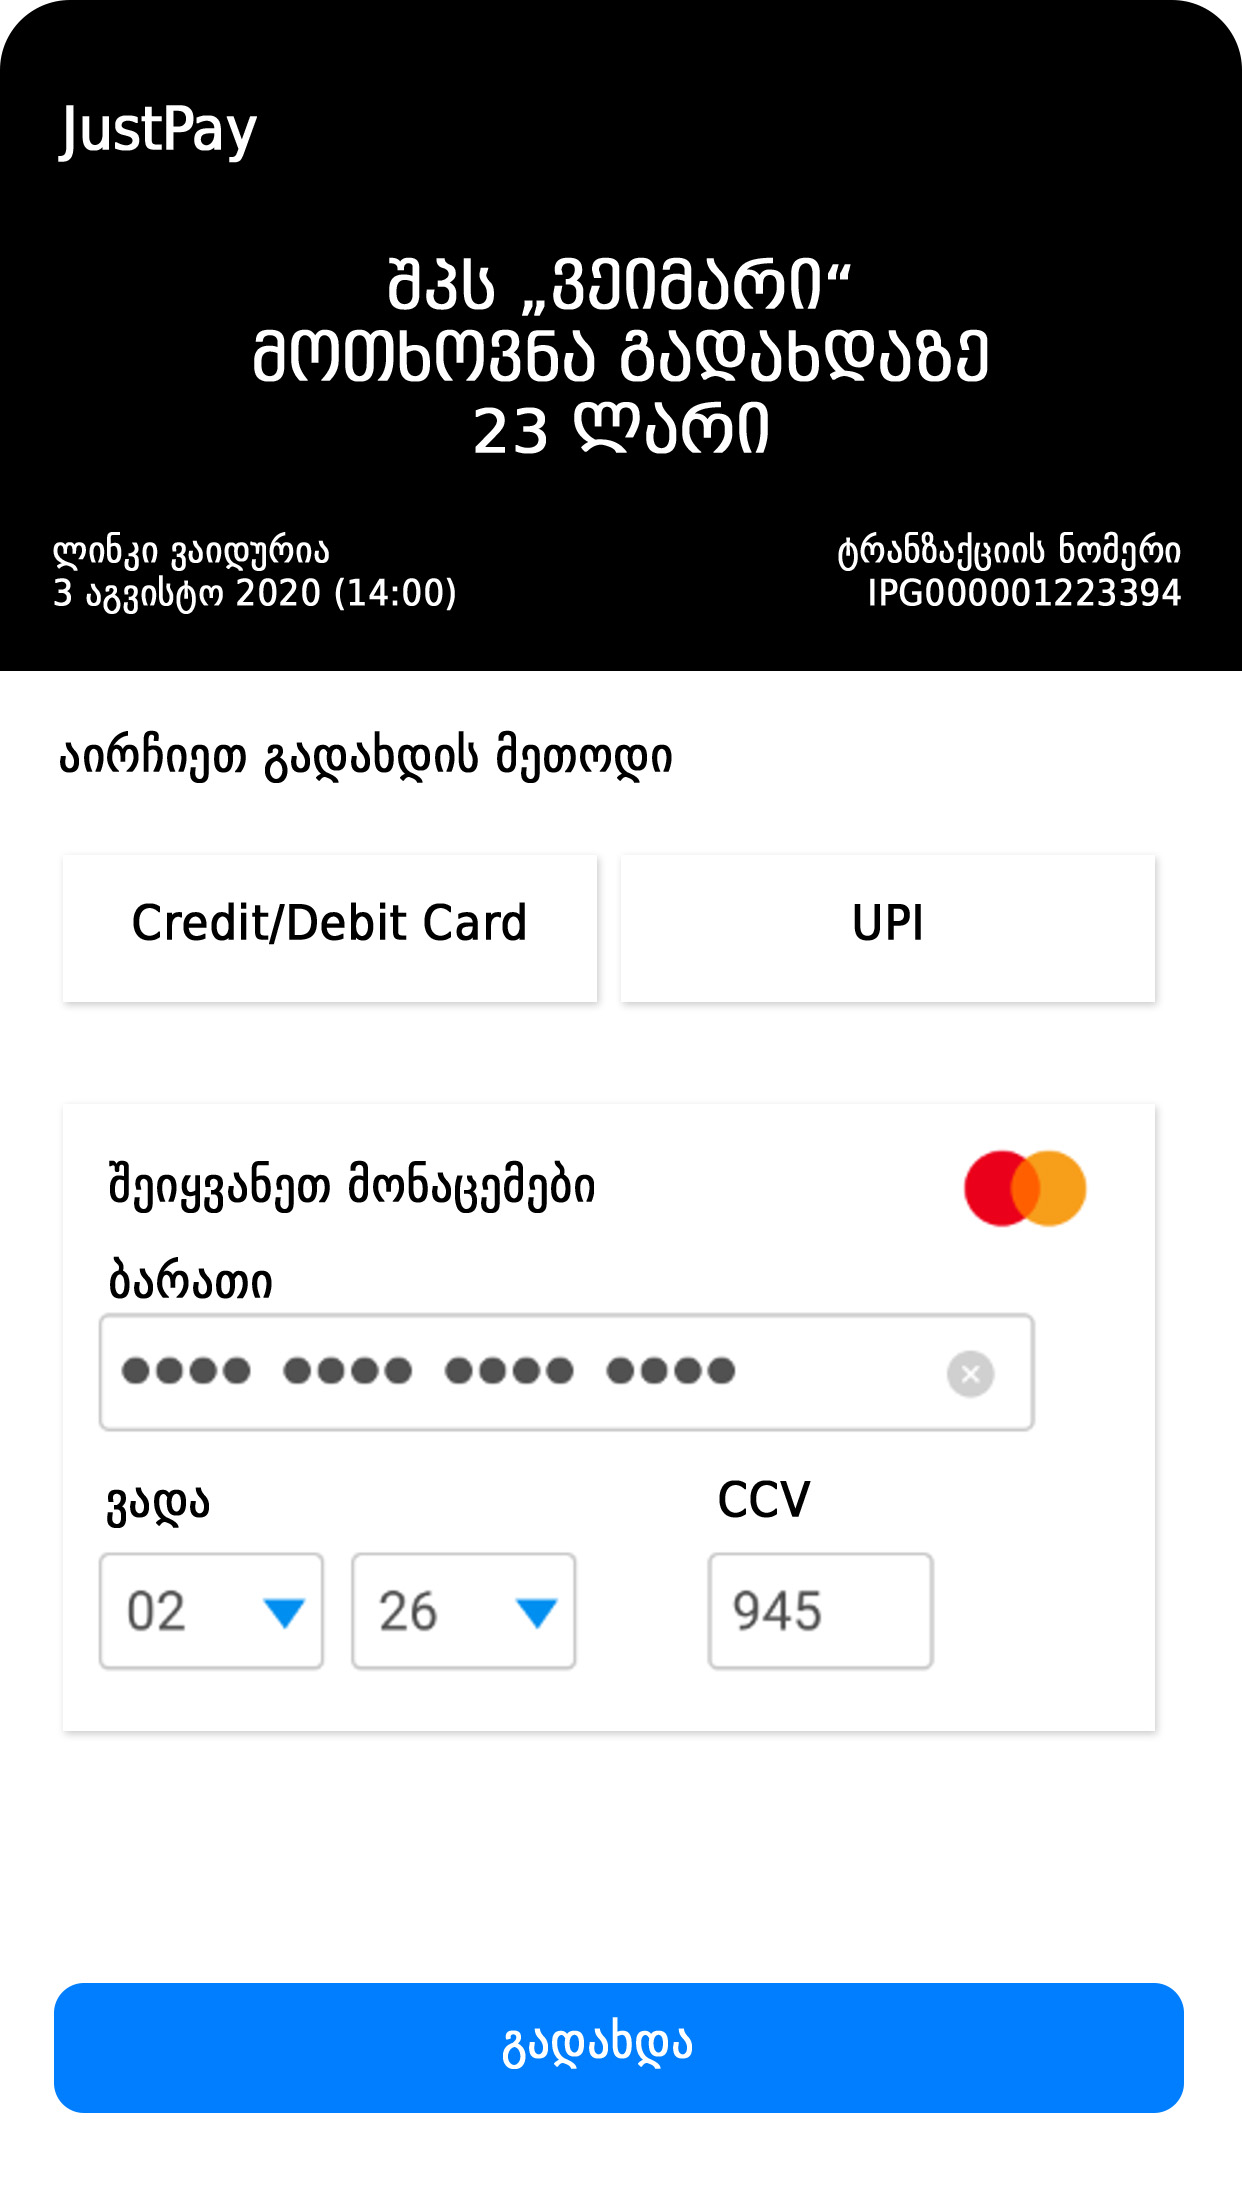 JustPay
შპს „ვეიმარი“
მოთხოვნა გადახდაზე
23 ლარი
ლინკი ვაიდურია
3 აგვისტო 2020 (14:00)
ტრანზაქციის ნომერი
IPG000001223394
აირჩიეთ გადახდის მეთოდი
Credit/Debit Card
UPI
შეიყვანეთ მონაცემები
ბარათი
•••• •••• •••• ••••
ვადა
CCV
02
26
945
გადახდა